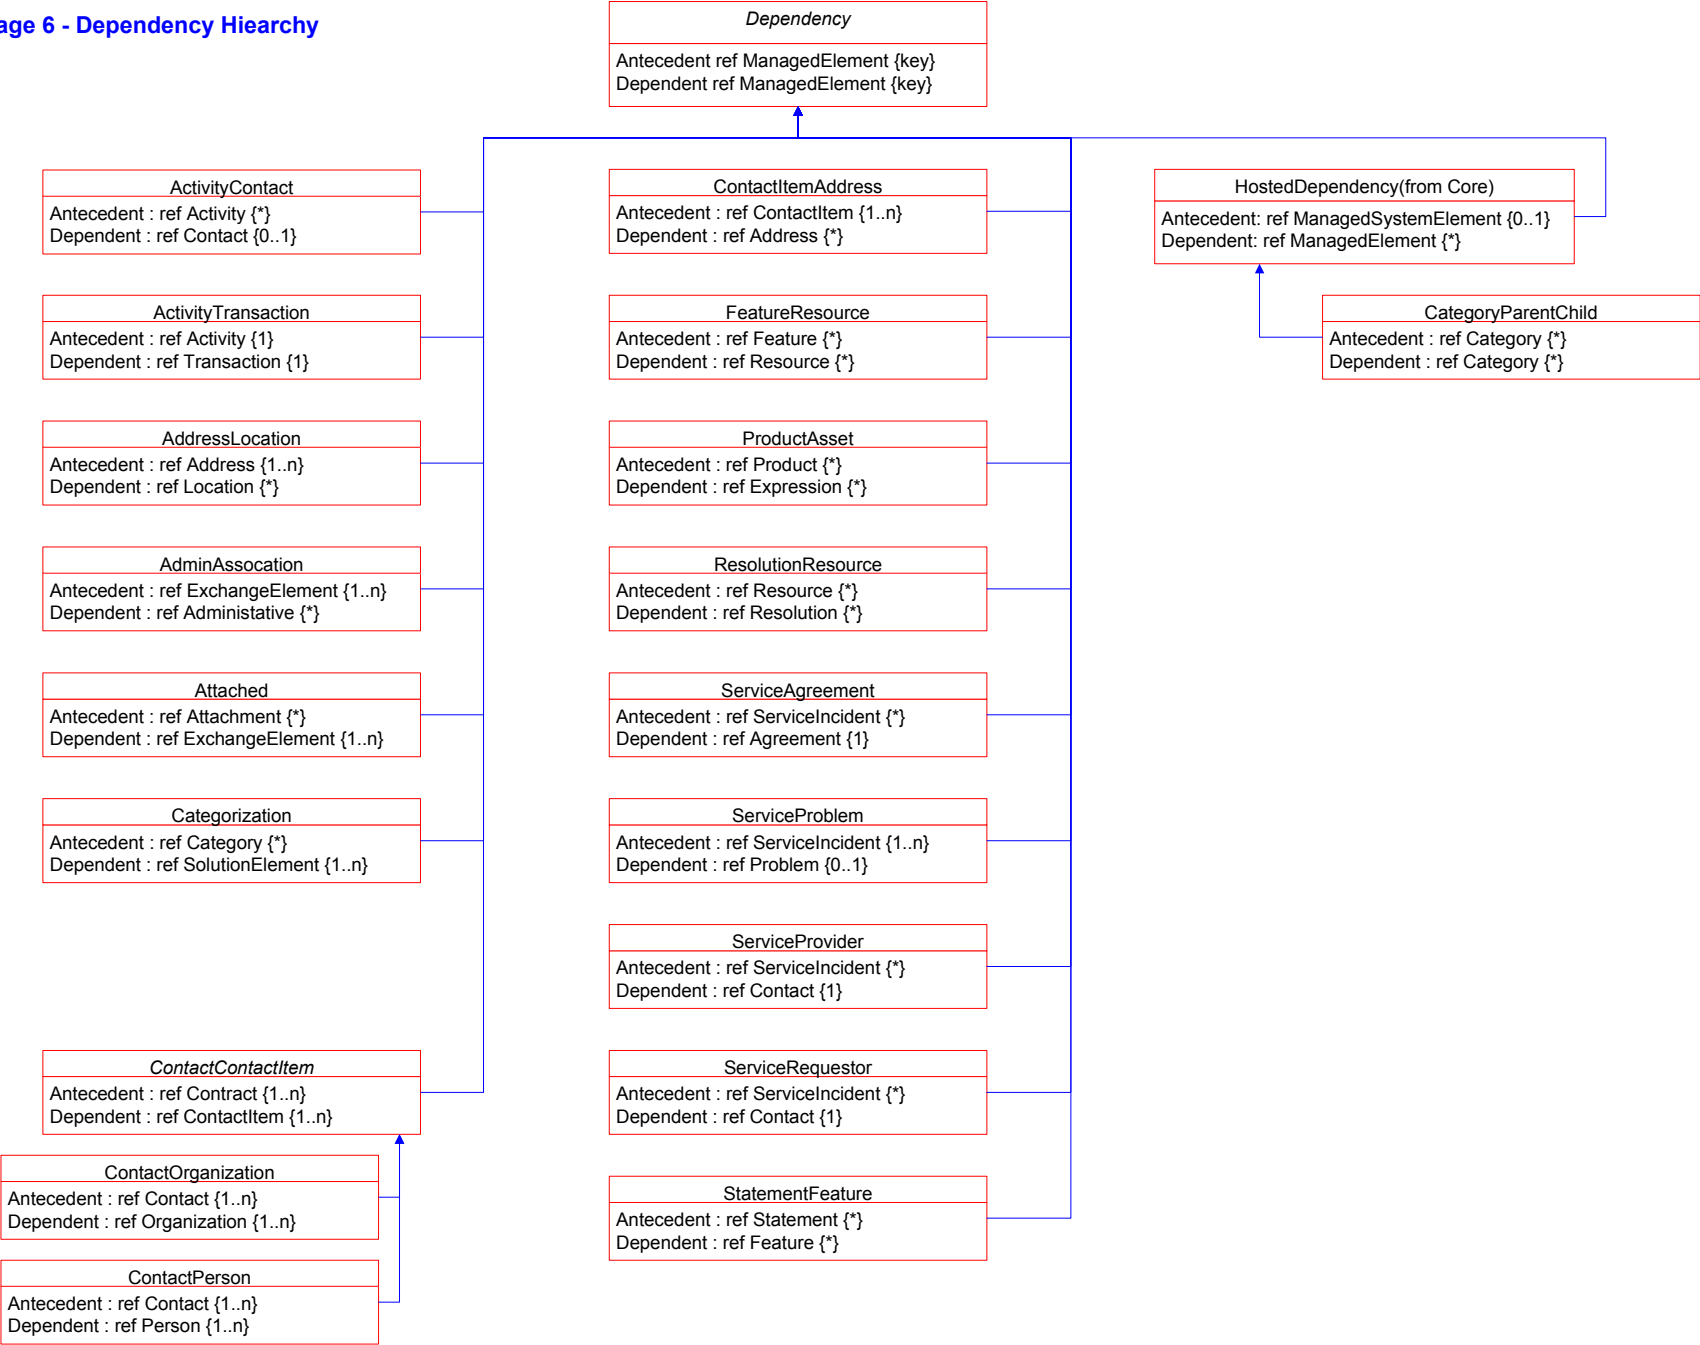 age 6 - Dependency Hiearchy
Dependency
Antecedent ref ManagedElement {key}
Dependent ref ManagedElement {key}
ActivityContact
Antecedent : ref Activity {*}
Dependent : ref Contact {0..1}
ActivityTransaction
Antecedent : ref Activity {1}
Dependent : ref Transaction {1}
AddressLocation
Antecedent : ref Address {1..n}
Dependent : ref Location {*}
AdminAssocation
Antecedent : ref ExchangeElement {1..n}
Dependent : ref Administative {*}
Attached
Antecedent : ref Attachment {*}
Dependent : ref ExchangeElement {1..n}
Categorization
Antecedent : ref Category {*}
Dependent : ref SolutionElement {1..n}
ContactContactItem
Antecedent : ref Contract {1..n}
Dependent : ref ContactItem {1..n}
ContactOrganization
Antecedent : ref Contact {1..n}
Dependent : ref Organization {1..n}
ContactPerson
Antecedent : ref Contact {1..n}
Dependent : ref Person {1..n}
ContactItemAddress
Antecedent : ref ContactItem {1..n}
Dependent : ref Address {*}
FeatureResource
Antecedent : ref Feature {*}
Dependent : ref Resource {*}
ProductAsset
Antecedent : ref Product {*}
Dependent : ref Expression {*}
ResolutionResource
Antecedent : ref Resource {*}
Dependent : ref Resolution {*}
ServiceAgreement
Antecedent : ref ServiceIncident {*}
Dependent : ref Agreement {1}
ServiceProblem
Antecedent : ref ServiceIncident {1..n}
Dependent : ref Problem {0..1}
ServiceProvider
Antecedent : ref ServiceIncident {*}
Dependent : ref Contact {1}
ServiceRequestor
Antecedent : ref ServiceIncident {*}
Dependent : ref Contact {1}
StatementFeature
Antecedent : ref Statement {*}
Dependent : ref Feature {*}
HostedDependency(from Core)
Antecedent: ref ManagedSystemElement {0..1}
Dependent: ref ManagedElement {*}
CategoryParentChild
Antecedent : ref Category {*}
Dependent : ref Category {*}